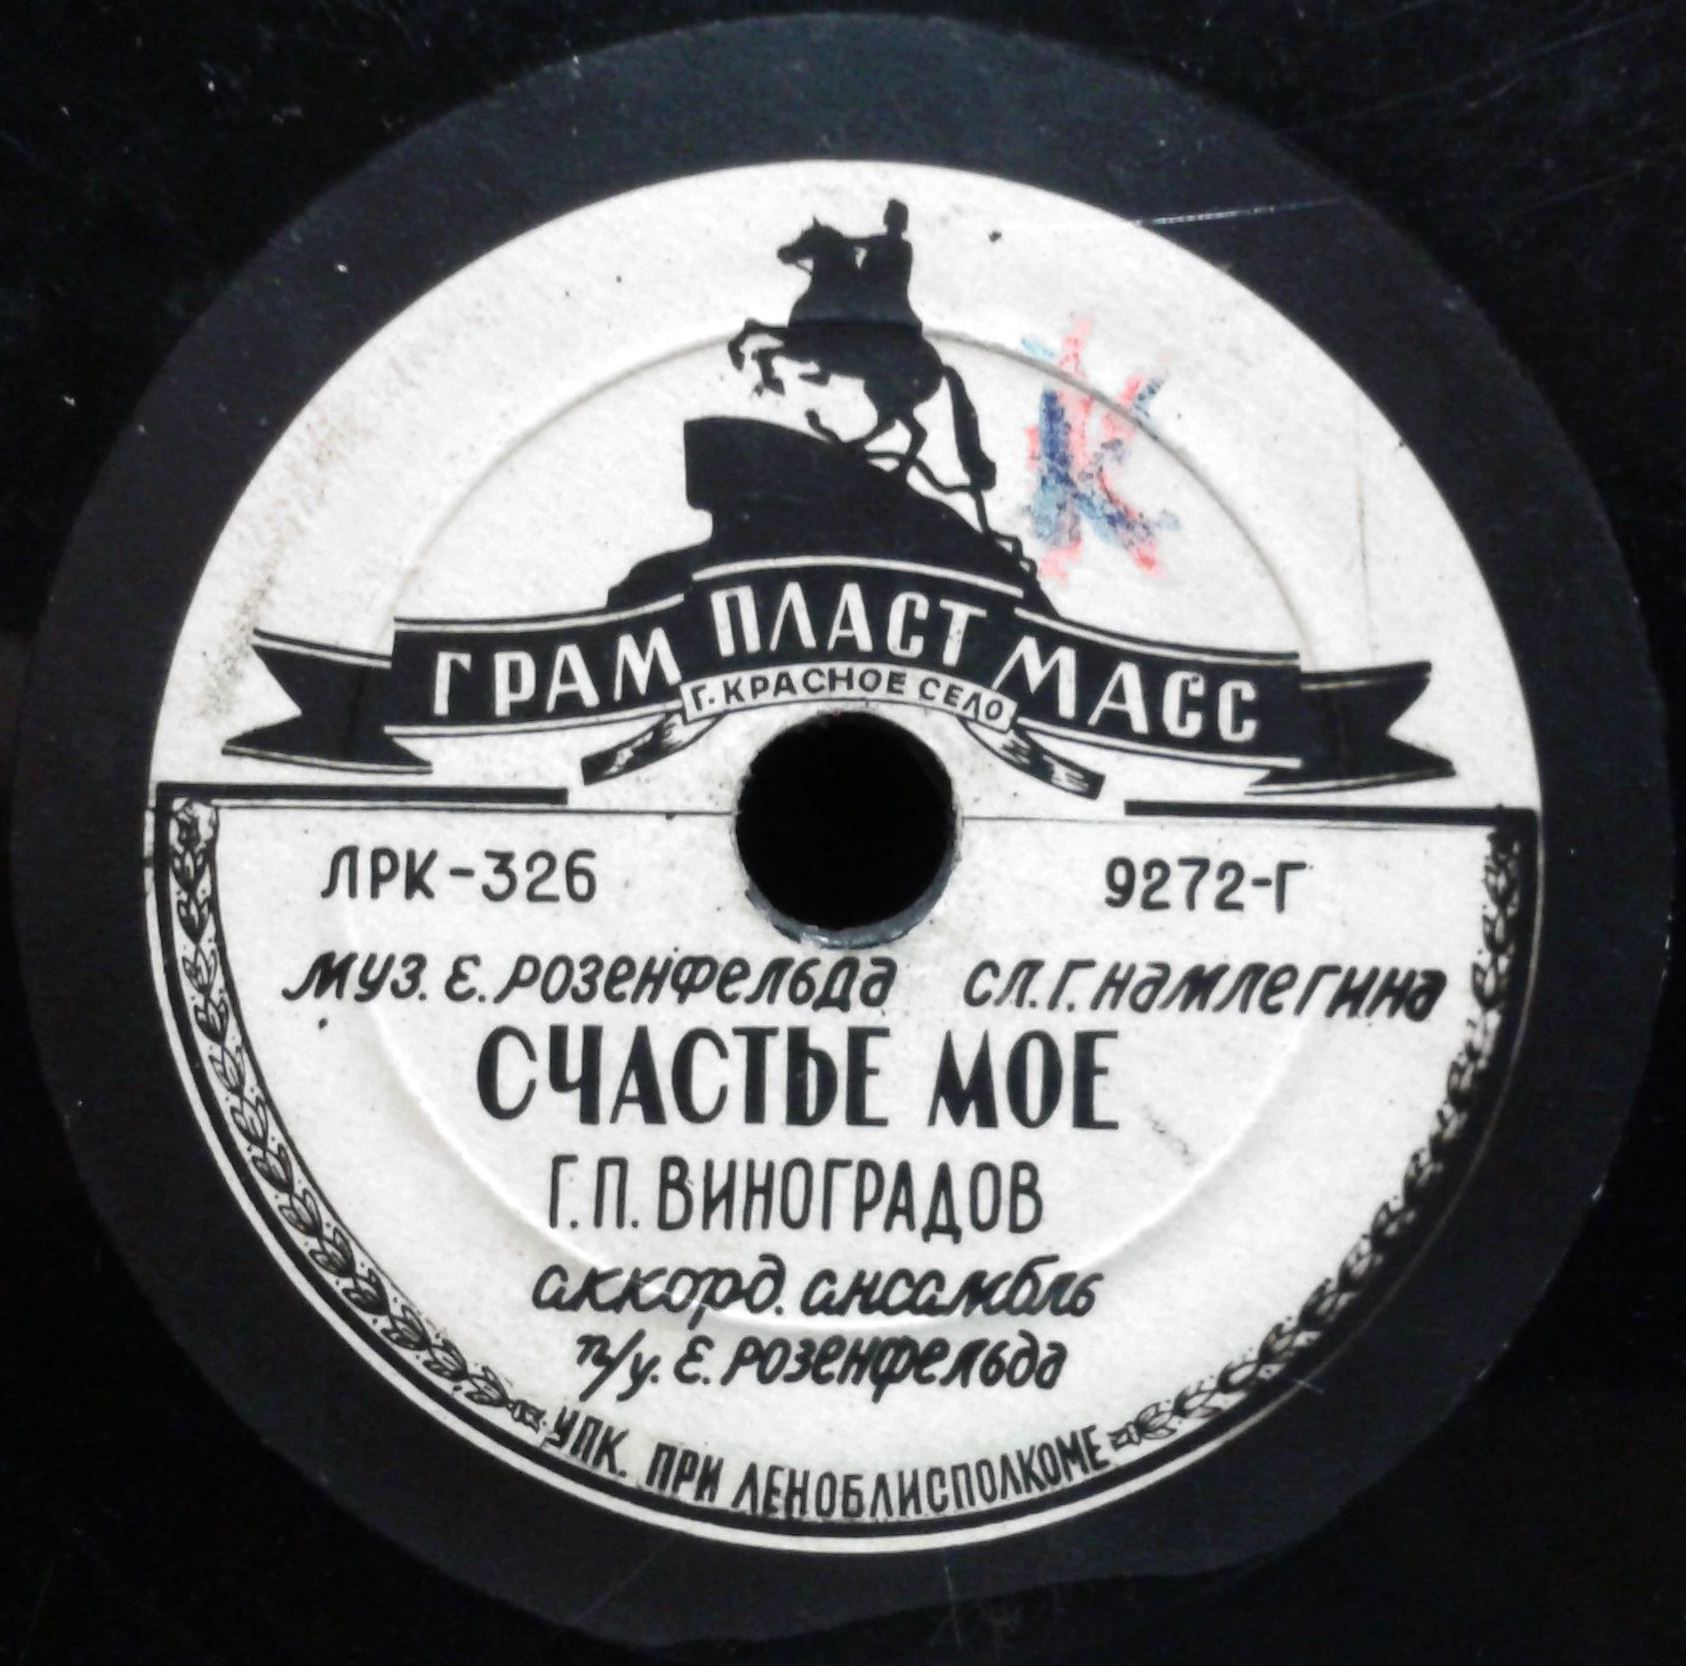 К
ГРАМ ПЛАСТ МАСС
Г. КРАСНОЕ СЕЛО
ЛРК-326 9272-Г
муз. Е. РОЗЕНФЕЛЬДА сл. Г. НАМЛЕГИНА
СЧАСТЬЕ МОЕ
Г.П. ВИНОГРАДОВ
аккорд. ансамбль
п/у. Е. РОЗЕНФЕЛЬДА
УПК. ПРИ ЛЕНОБЛИСПОЛКОМЕ